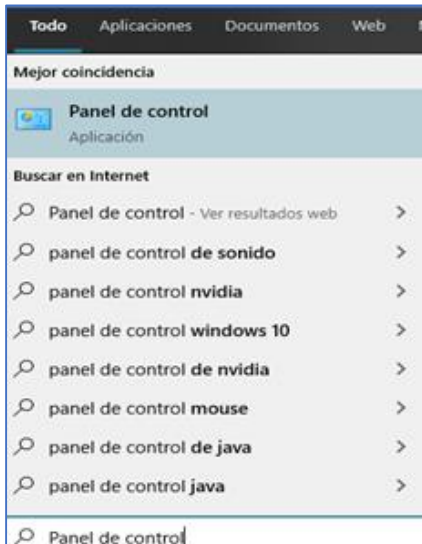 Todo Aplicaciones Documentos Web
Mejor coincidencia
Panel de control
Aplicación
Buscar en Internet
Panel de control - Ver resultados web
panel de control de sonido
panel de control nvidia
panel de control windows 10
panel de control de nvidia
panel de control mouse
panel de control de java
panel de control java
Panel de control